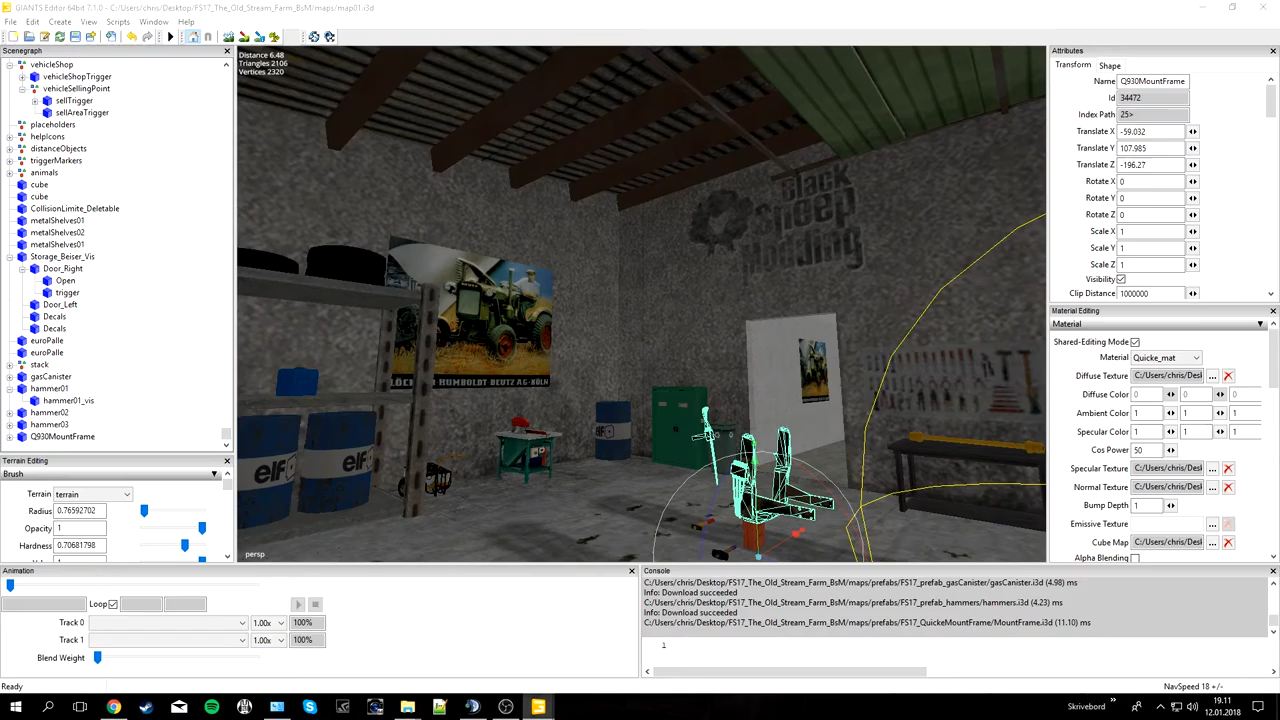 GIANTS Editor 64bit 7.1.0 - C:/Users/chris/Desktop/FS17_The_Old_Stream_Farm_BsM/maps/map01.i3d
File Edit Create View Scripts Window Help
Scenegraph
vehicleShop
vehicleShopTrigger
vehicleSellingPoint
sellTrigger
sellAreaTrigger
placeholders
helpIcons
distanceObjects
triggerMarkers
animals
cube
cube
CollisionLimite_Deletable
metalShelves01
metalShelves02
metalShelves01
Storage_Beiser_Vis
Door_Right
Open
trigger
Door_Left
Decals
Decals
euroPalle
euroPalle
stack
gasCanister
hammer01
hammer01_vis
hammer02
hammer03
Q930MountFrame
Terrain Editing
Brush
Terrain terrain
Radius 0.76592702
Opacity 1
Hardness 0.70681798
Distance 6.48
Triangles 2106
Vertices 2320
Black
Sheep
Modding
HUMBOLDT DEUTZ AG·KÖLN
elf
elf
elf
persp
Attributes
Transform Shape
Name Q930MountFrame
Id 34472
Index Path 25>
Translate X -59.032
Translate Y 107.985
Translate Z -196.27
Rotate X 0
Rotate Y 0
Rotate Z 0
Scale X 1
Scale Y 1
Scale Z 1
Visibility
Clip Distance 1000000
Material Editing
Material
Shared-Editing Mode
Material Quicke_mat
Diffuse Texture C:/Users/chris/Desl ...
Diffuse Color 0 0 0
Ambient Color 1 1 1
Specular Color 1 1 1
Cos Power 50
Specular Texture C:/Users/chris/Desl ...
Normal Texture C:/Users/chris/Desl ...
Bump Depth 1
Emissive Texture ...
Cube Map C:/Users/chris/Desl ...
Alpha Blending
Animation
Loop
Track 0 1.00x 100%
Track 1 1.00x 100%
Blend Weight
Console
C:/Users/chris/Desktop/FS17_The_Old_Stream_Farm_BsM/maps/prefabs/FS17_prefab_gasCanister/gasCanister.i3d (4.98) ms
Info: Download succeeded
C:/Users/chris/Desktop/FS17_The_Old_Stream_Farm_BsM/maps/prefabs/FS17_prefab_hammers/hammers.i3d (4.23) ms
Info: Download succeeded
C:/Users/chris/Desktop/FS17_The_Old_Stream_Farm_BsM/maps/prefabs/FS17_QuickeMountFrame/MountFrame.i3d (11.10) ms
1
Ready
NavSpeed 18 +/-
Skrivebord
19.11
12.01.2018